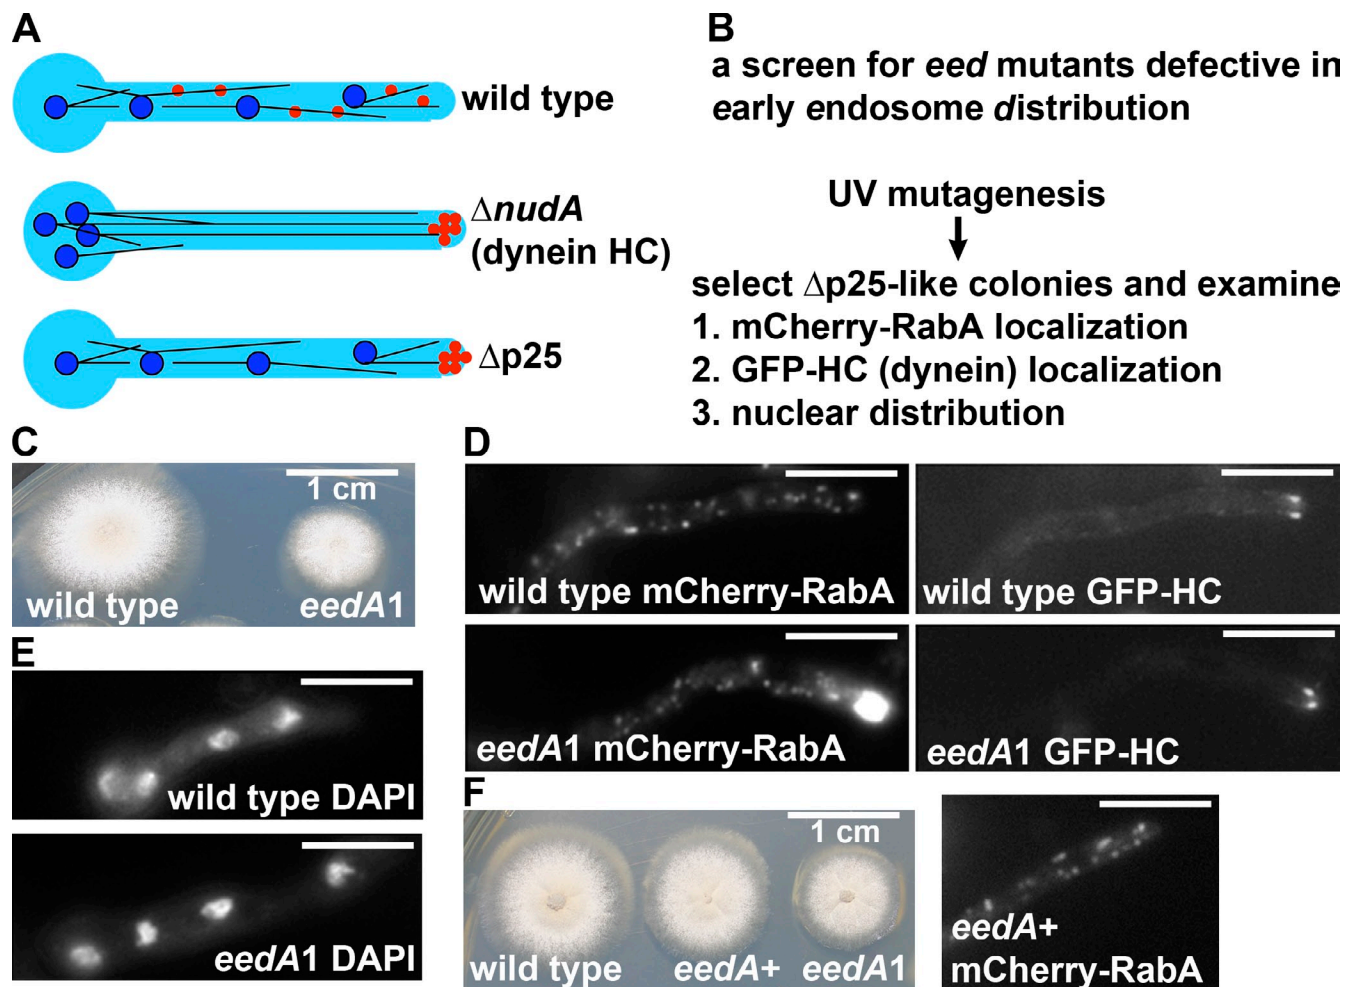 A
wild type
ΔnudA
(dynein HC)
Δp25
B
a screen for eed mutants defective in
early endosome distribution
UV mutagenesis
select Δp25-like colonies and examine
1. mCherry-RabA localization
2. GFP-HC (dynein) localization
3. nuclear distribution
C
1 cm
wild type
eedA1
D
wild type mCherry-RabA
wild type GFP-HC
eedA1 mCherry-RabA
eedA1 GFP-HC
E
wild type DAPI
eedA1 DAPI
F
1 cm
wild type
eedA+
eedA1
eedA+
mCherry-RabA